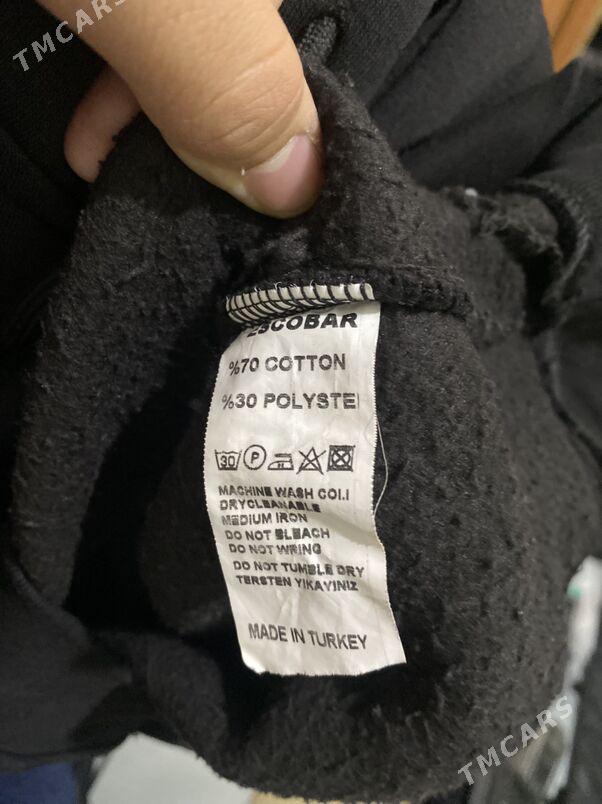 TMCARS
ESCOBAR
%70 COTTON
%30 POLYSTE
30 P
MACHINE WASH COLI
DRYCLEANABLE
MEDIUM IRON
DO NOT BLEACH
DO NOT WRING
DO NOT TUMBLE DRY
TERSTEN YIKAYINIZ
MADE IN TURKEY
TMCARS